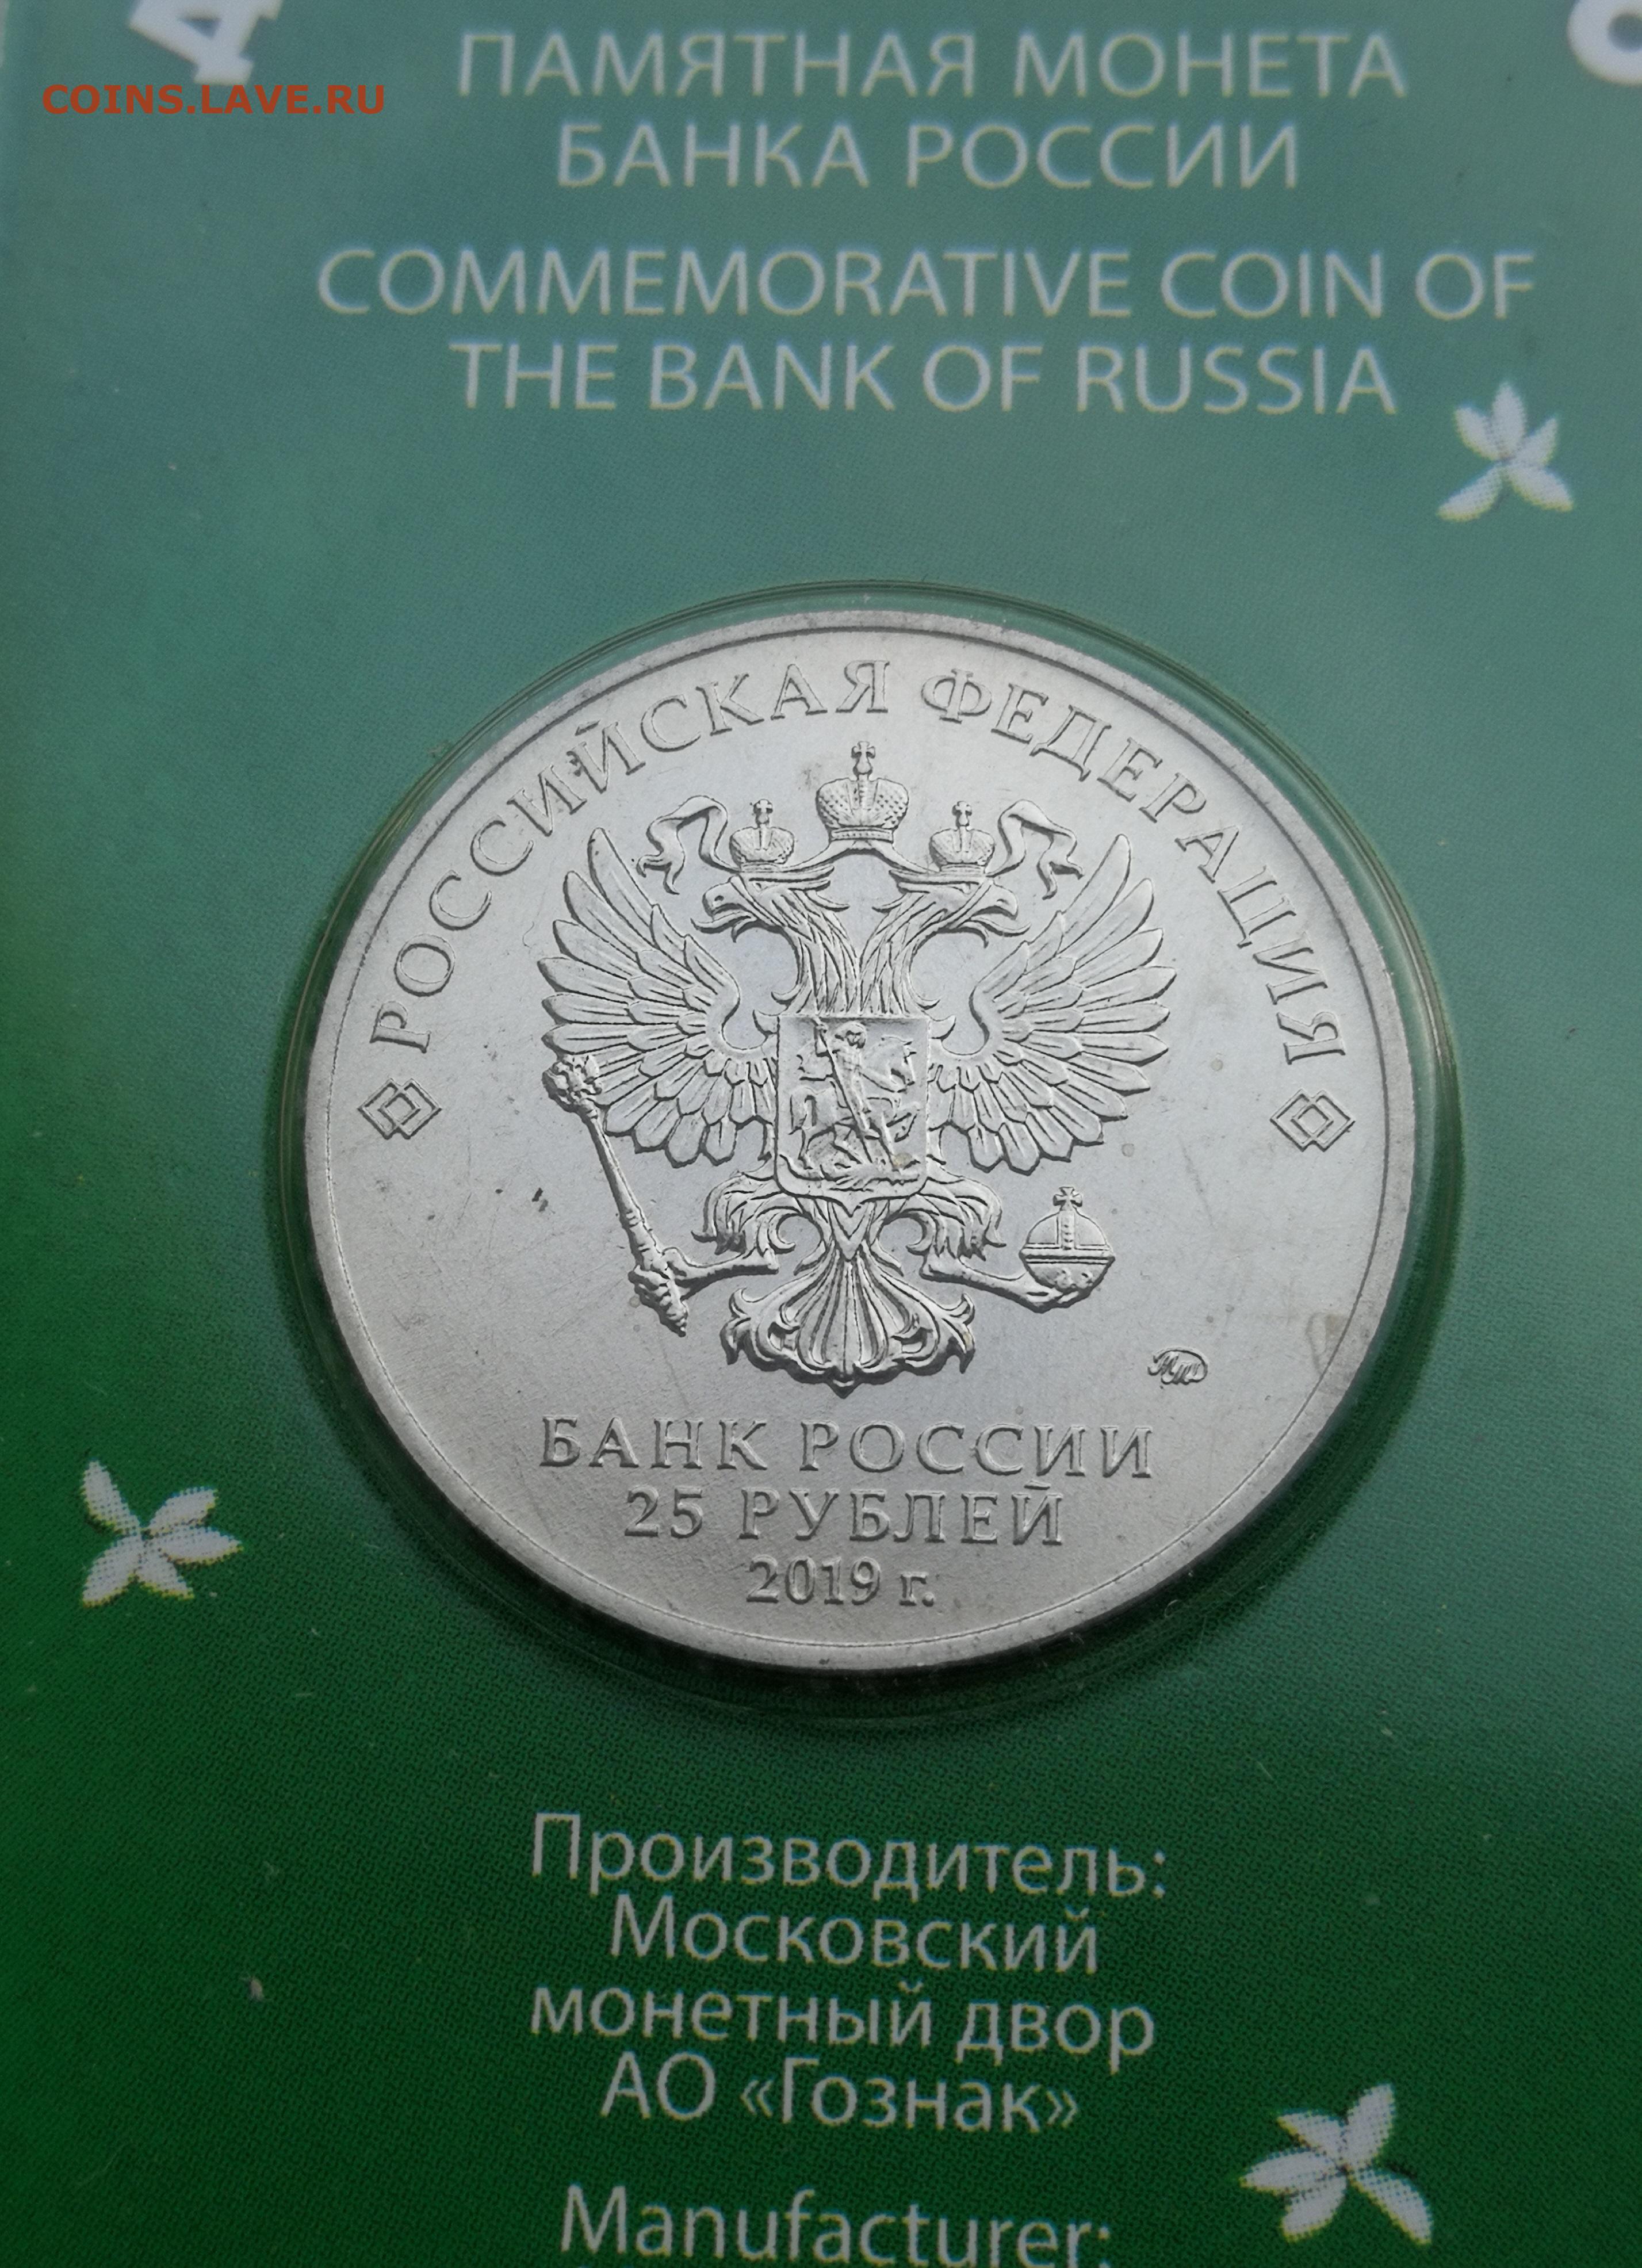 COINS.LAVE.RU
ПАМЯТНАЯ МОНЕТА
БАНКА РОССИИ
COMMEMORATIVE COIN OF
THE BANK OF RUSSIA
РОССИЙСКАЯ ФЕДЕРАЦИЯ
ММД
БАНК РОССИИ
25 РУБЛЕЙ
2019 г.
Производитель:
Московский
монетный двор
АО «Гознак»
Manufacturer: